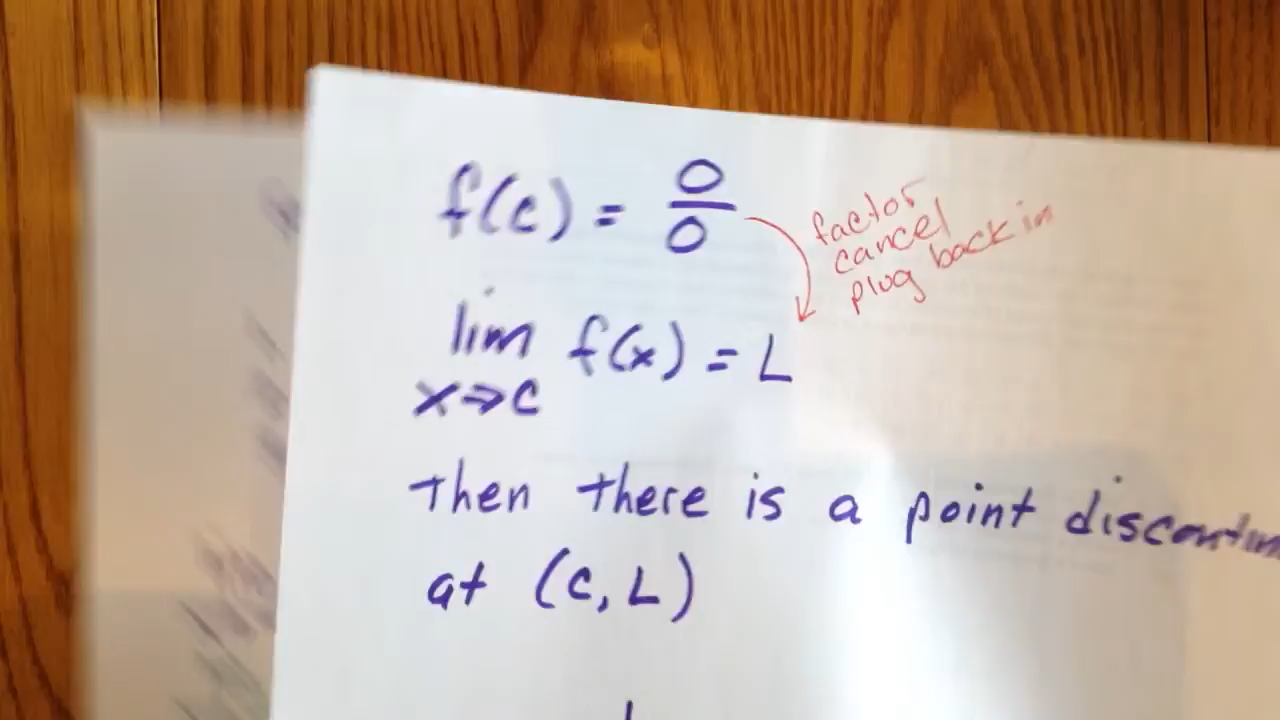 f(c) = 0/0
factor
cancel
plug back in
lim f(x) = L
x→c
Then there is a point
at (c, L)